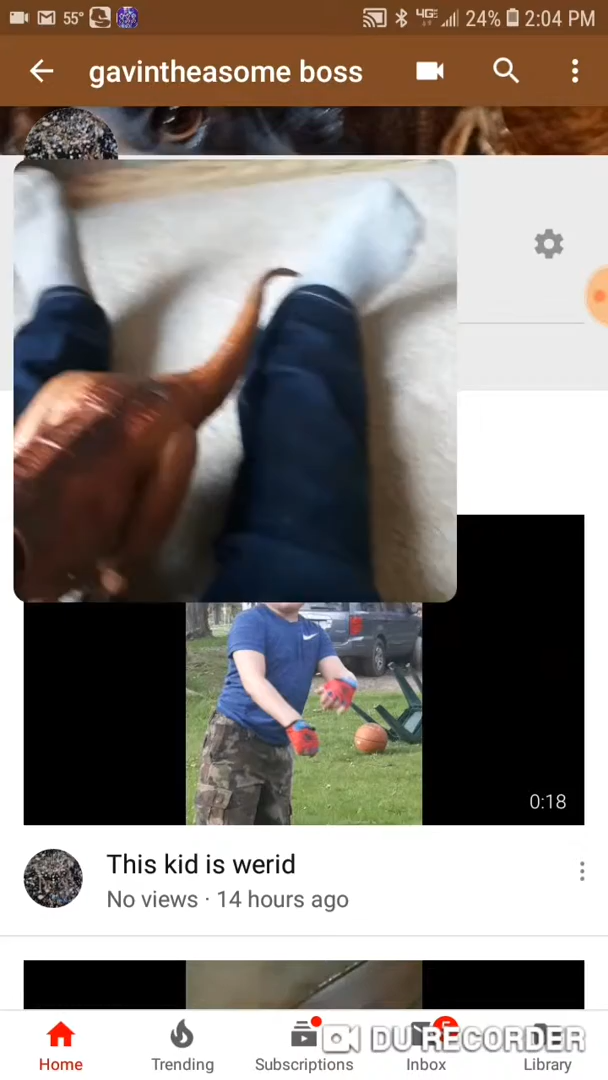 55° 4GE 24% 2:04 PM
gavintheasome boss
0:18
This kid is werid
No views · 14 hours ago
DU RECORDER
Home Trending Subscriptions Inbox Library